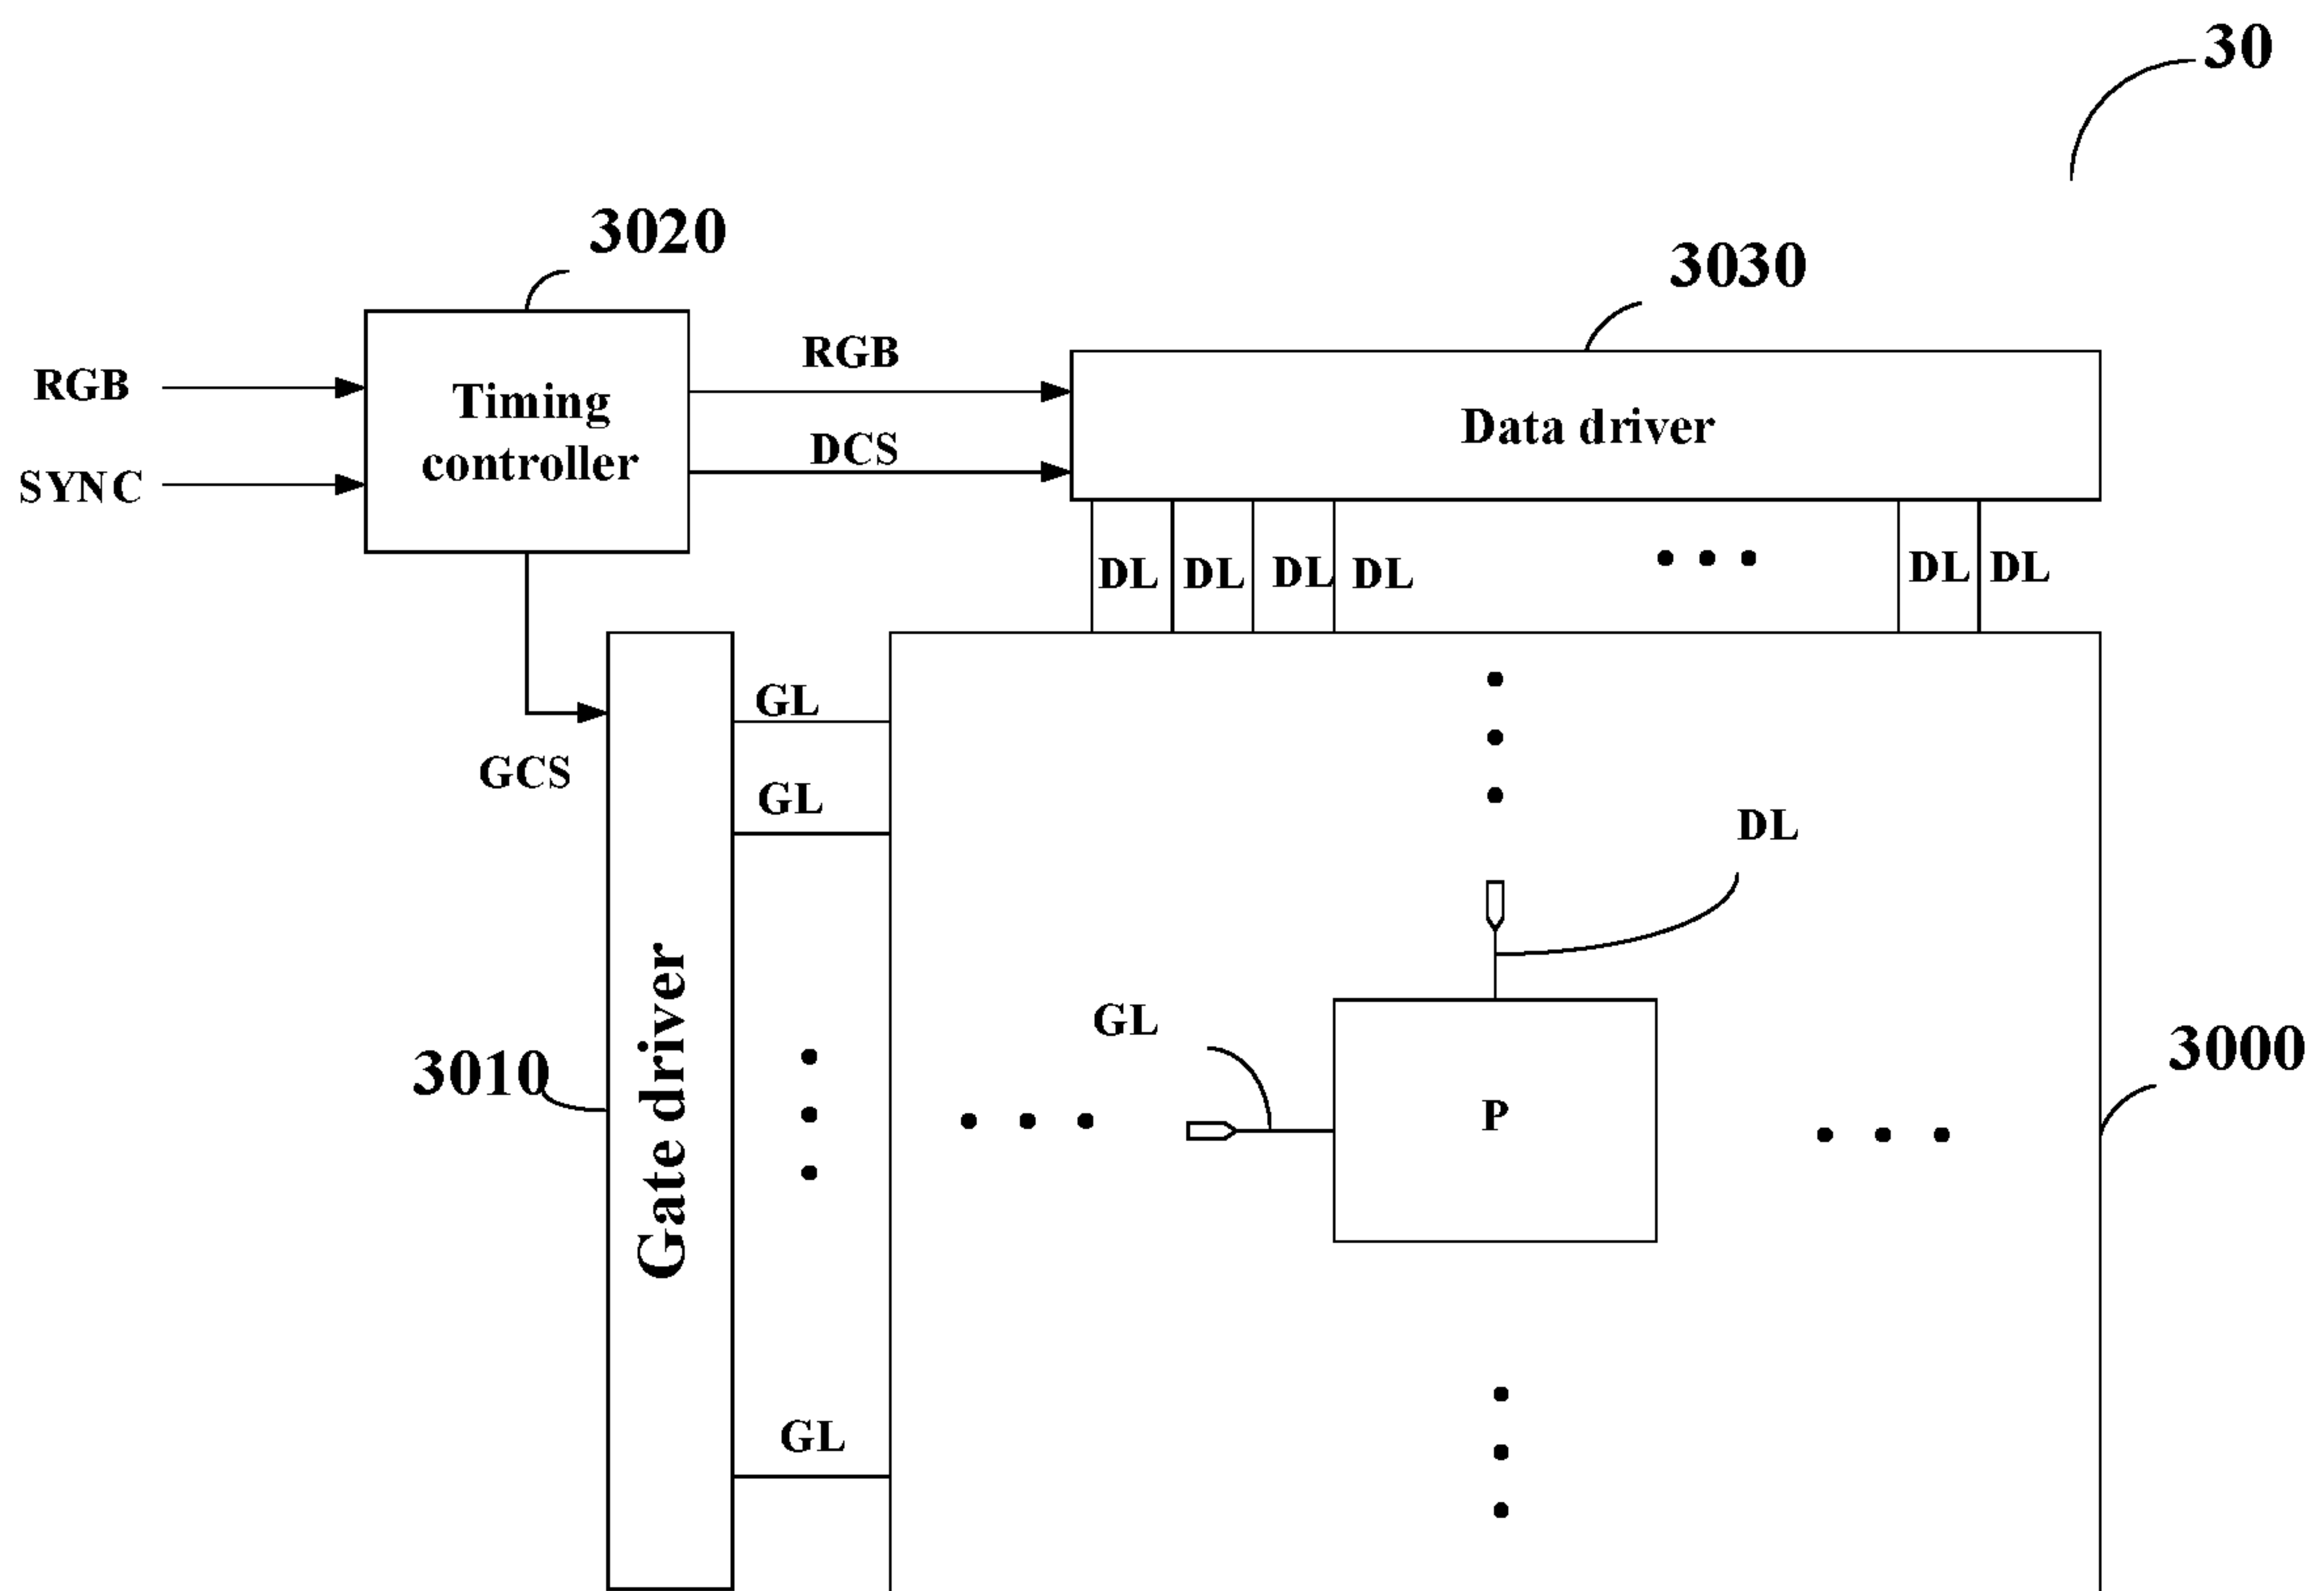 30
3020
3030
RGB
RGB
Timing
controller
Data driver
DCS
SYNC
DL DL DL DL DL DL
GL
GCS
GL
DL
GL
3010
Gate driver
3000
P
GL